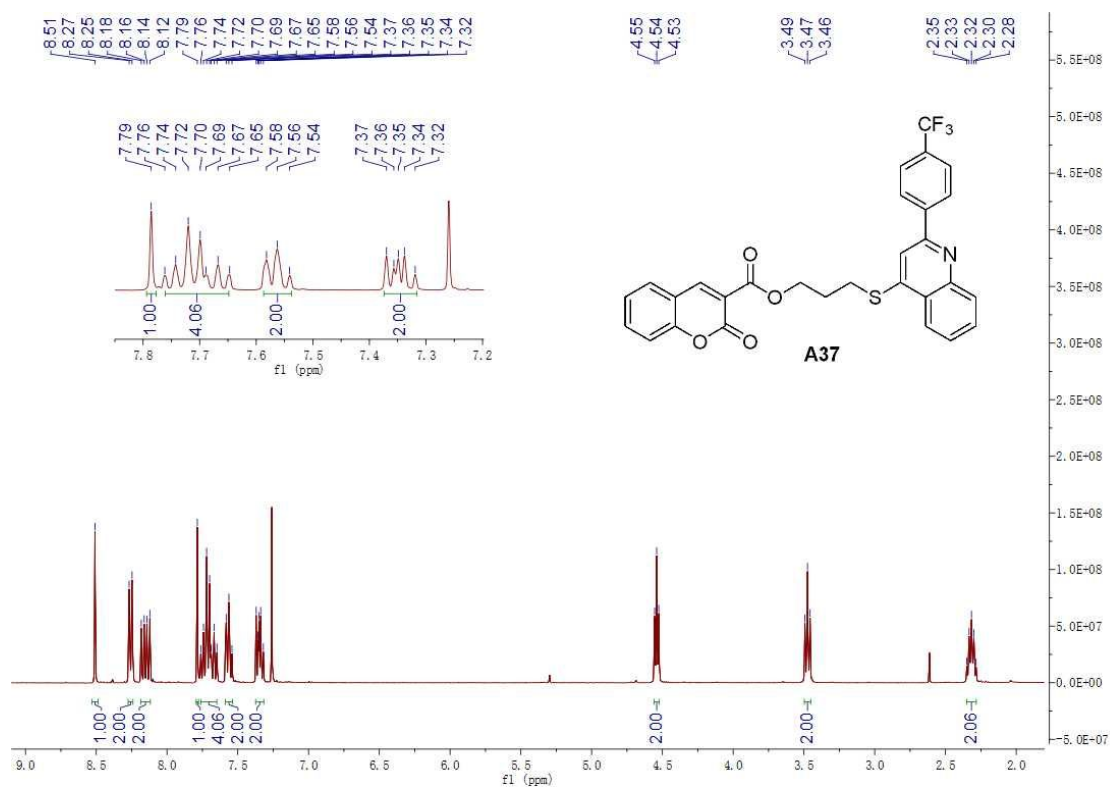 8.51 8.27 8.25 8.18 8.16 8.14 8.12 7.79 7.76 7.74 7.72 7.70 7.69 7.67 7.65 7.58 7.56 7.54 7.37 7.36 7.35 7.34 7.32
4.55 4.54 4.53
3.49 3.47 3.46
2.35 2.33 2.32 2.30 2.28
7.79 7.76 7.74 7.72 7.70 7.69 7.67 7.65 7.58 7.56 7.54 7.37 7.36 7.35 7.34 7.32
1.00 4.06 2.00 2.00
7.8 7.7 7.6 7.5 7.4 7.3 7.2
f1 (ppm)
CF3
N
O
O
S
O
O
A37
5.5E+08
5.0E+08
4.5E+08
4.0E+08
3.5E+08
3.0E+08
2.5E+08
2.0E+08
1.5E+08
1.0E+08
5.0E+07
0.0E+00
-5.0E+07
1.00 2.00 2.00 1.00 4.06 2.00 2.00 2.00 2.00 2.06
9.0 8.5 8.0 7.5 7.0 6.5 6.0 5.5 5.0 4.5 4.0 3.5 3.0 2.5 2.0
f1 (ppm)